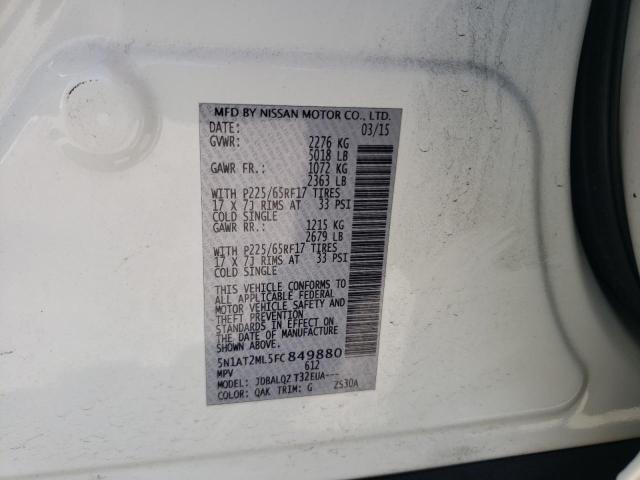 MFD BY NISSAN MOTOR CO., LTD.
DATE: 03/15
GVWR: 2276 KG
5018 LB
GAWR FR.: 1072 KG
2363 LB
WITH P225/65RF17 TIRES
17 X 7J RIMS AT 33 PSI
COLD SINGLE
GAWR RR.: 1215 KG
2679 LB
WITH P225/65RF17 TIRES
17 X 7J RIMS AT 33 PSI
COLD SINGLE
THIS VEHICLE CONFORMS TO
ALL APPLICABLE FEDERAL
MOTOR VEHICLE SAFETY AND
THEFT PREVENTION
STANDARDS IN EFFECT ON
THE DATE OF MANUFACTURE
SHOWN ABOVE.
5N1AT2ML5FC849880
MPV 612
MODEL: JDBALQZ T32EUA---
COLOR: QAK TRIM: G ZS30A